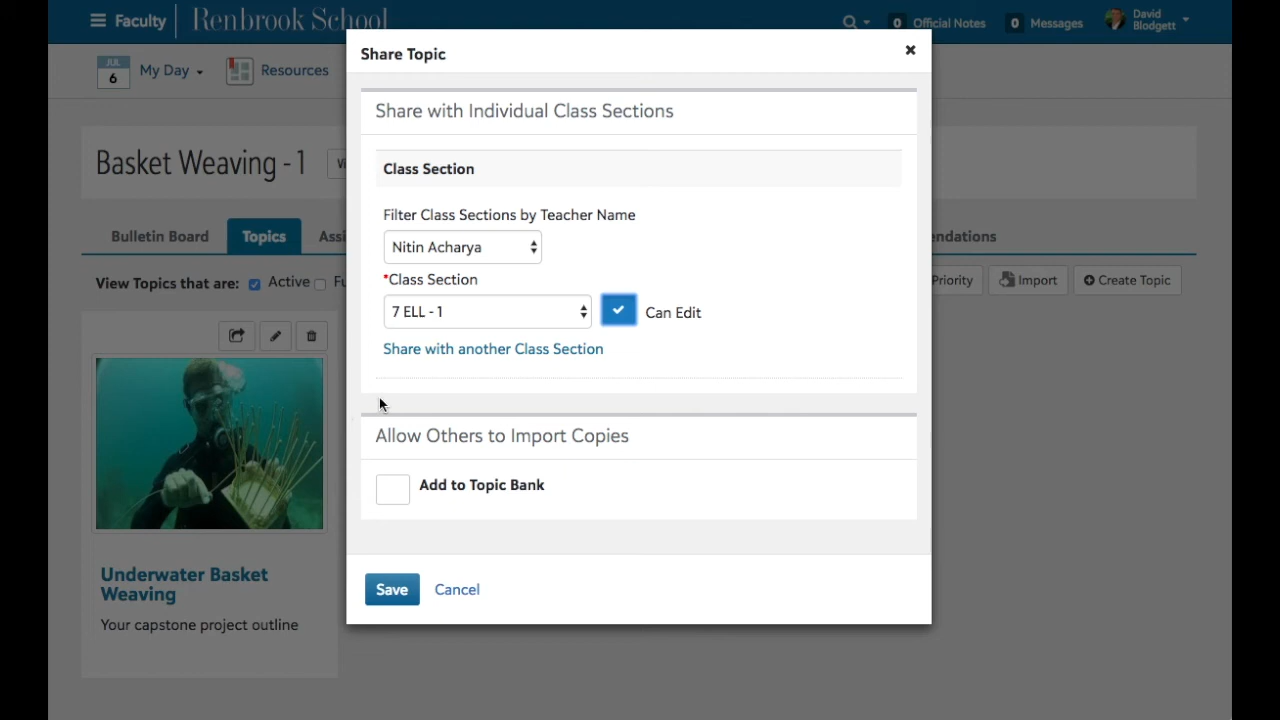 Faculty
Renbrook School
0 Official Notes
0 Messages
David
Blodgett
JUL
6
My Day
Resources
Share Topic
Share with Individual Class Sections
Class Section
Filter Class Sections by Teacher Name
Nitin Acharya
*Class Section
7 ELL - 1
Can Edit
Share with another Class Section
Allow Others to Import Copies
Add to Topic Bank
Save
Cancel
Basket Weaving - 1
Bulletin Board
Topics
View Topics that are:
Active
Priority
Import
Create Topic
Underwater Basket
Weaving
Your capstone project outline